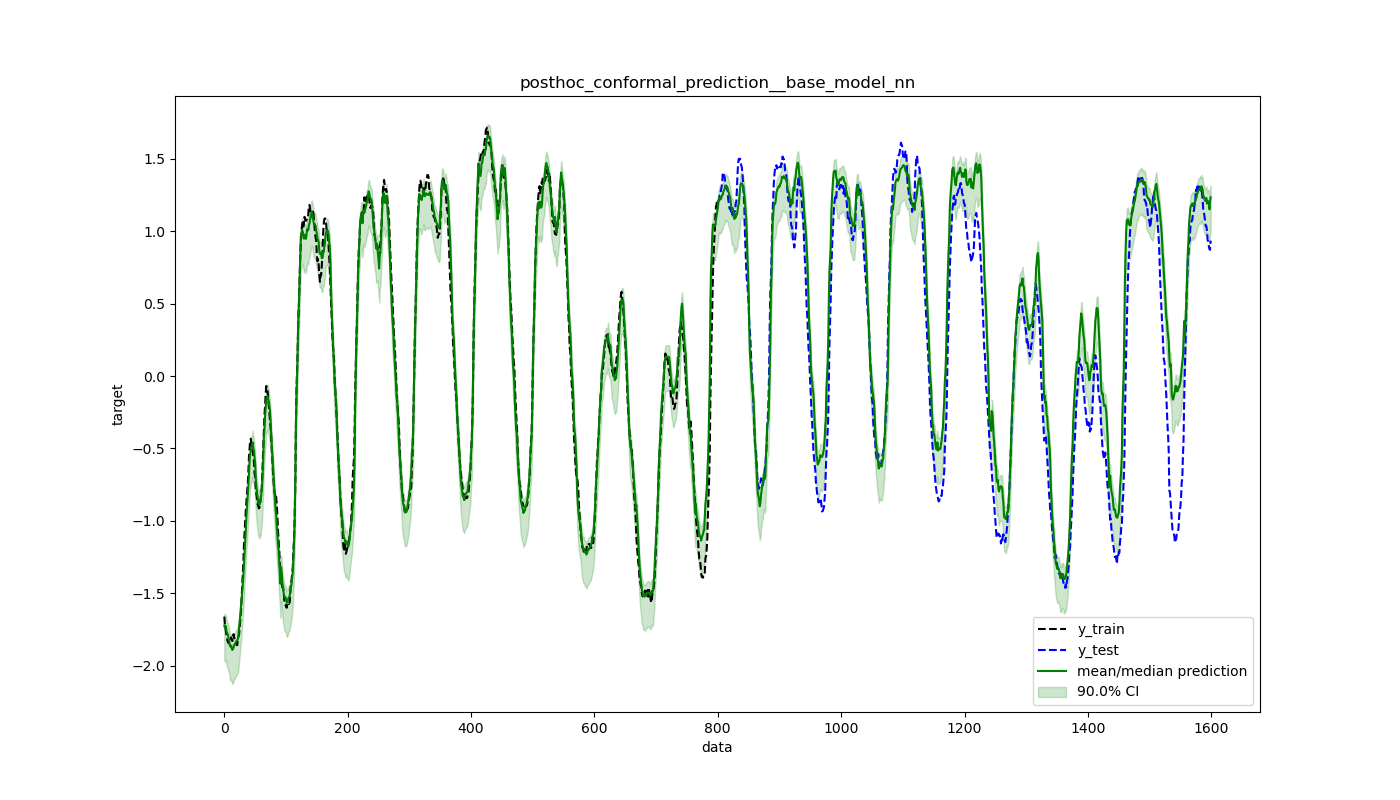 posthoc_conformal_prediction__base_model_nn
target
1.5
1.0
0.5
0.0
−0.5
−1.0
−1.5
−2.0
0 200 400 600 800 1000 1200 1400 1600
data
y_train
y_test
mean/median prediction
90.0% CI